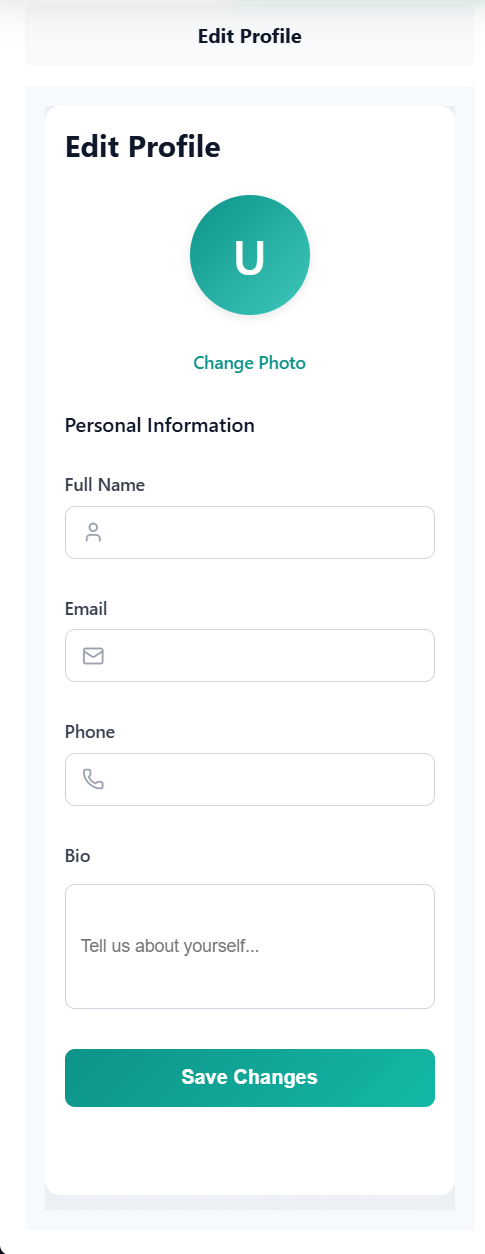 Edit Profile
Edit Profile
U
Change Photo
Personal Information
Full Name
Email
Phone
Bio
Tell us about yourself...
Save Changes